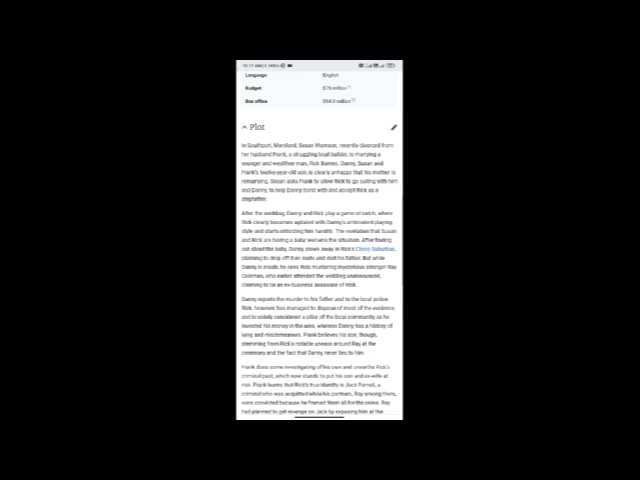 Language English
Budget $75 million
Box office $54.2 million
Plot
In Southport, Maryland, Susan Morrison, recently divorced from
her husband Frank, a struggling boat builder, is marrying a
younger and wealthier man, Rick Barnes. Danny, Susan and
Frank's twelve-year-old son, is clearly unhappy that his mother is
remarrying. Susan asks Frank to allow Rick to go sailing with him
and Danny, to help Danny bond with and accept Rick as a
stepfather.
After the wedding, Danny and Rick play a game of catch, where
Rick clearly becomes agitated with Danny's ambivalent playing
style and starts criticizing him harshly. The revelation that Susan
and Rick are having a baby worsens the situation. After finding
out about the baby, Danny stows away in Rick's Chevy Suburban,
planning to drop off then exits and visit his father. But while
Danny is inside, he sees Rick murdering mysterious stranger Ray
Coleman, who earlier attended the wedding unannounced,
claiming to be an ex-business associate of Rick.
Danny reports the murder to his father and to the local police.
Rick, however has managed to dispose of most of the evidence,
and is widely considered a pillar of the local community as he
invested his money in the area, whereas Danny has a history of
lying and misdemeanors. Frank believes his son, though,
stemming from Rick's notable unease around Ray at the
ceremony and the fact that Danny never lies to him.
Frank does some investigating of his own and unearths Rick's
criminal past, which now stands to put his son and ex-wife at
risk. Frank learns that Rick's true identity is Jack Parnell, a
criminal who was acquitted while his partners, Ray among them,
were convicted because he framed them all for the crime. Ray
had planned to get revenge on Jack by exposing him at the